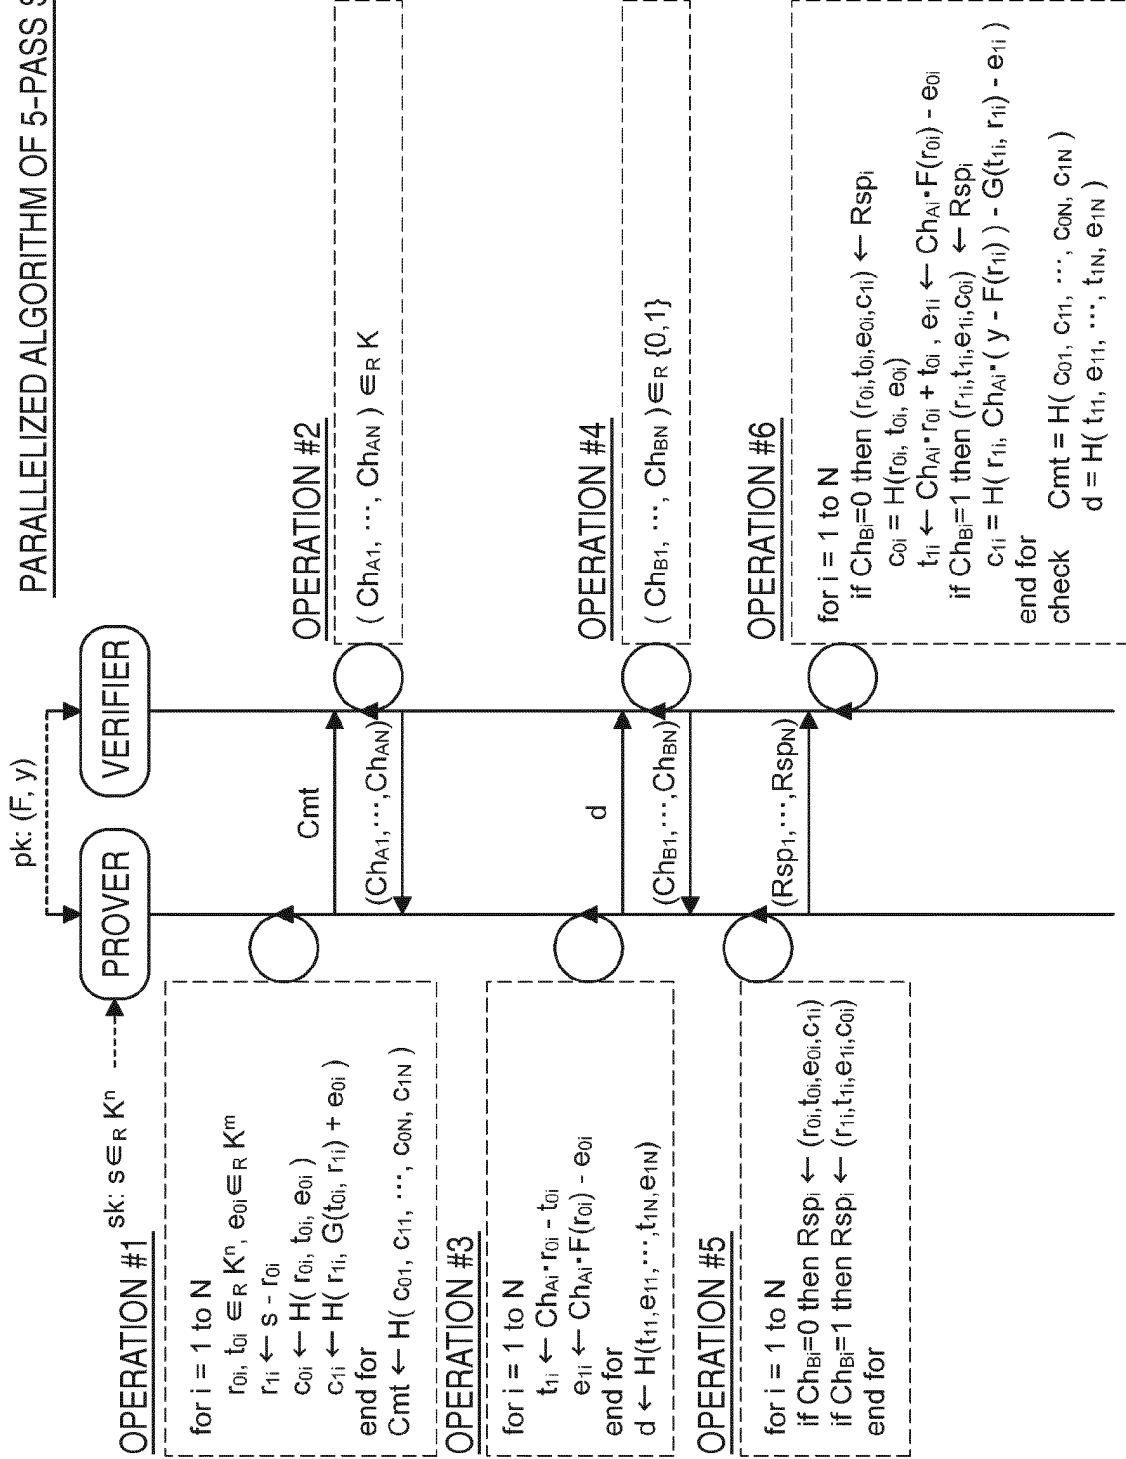 PARALLELIZED ALGORITHM OF 5-PASS S
pk: (F, y)
sk: s ∈R Kⁿ
PROVER
VERIFIER
OPERATION #1
for i = 1 to N
r0i, t0i ∈R Kⁿ, e0i ∈R Kᵐ
r1i ← s - r0i
c0i ← H( r0i, t0i, e0i )
c1i ← H( r1i, G(t0i, r1i) + e0i )
end for
Cmt ← H( c01, c11, ···, c0N, c1N )
Cmt
OPERATION #2
( ChA1, ···, ChAN ) ∈R K
(ChA1,···,ChAN)
OPERATION #3
for i = 1 to N
t1i ← ChAi･r0i - t0i
e1i ← ChAi･F(r0i) - e0i
end for
d ← H(t11,e11,···,t1N,e1N)
d
OPERATION #4
( ChB1, ···, ChBN ) ∈R {0,1}
(ChB1,···,ChBN)
OPERATION #5
for i = 1 to N
if ChBi=0 then Rspi ← (r0i,t0i,e0i,c1i)
if ChBi=1 then Rspi ← (r1i,t1i,e1i,c0i)
end for
(Rsp1,···,RspN)
OPERATION #6
for i = 1 to N
if ChBi=0 then (r0i,t0i,e0i,c1i) ← Rspi
c0i = H(r0i, t0i, e0i)
t1i ← ChAi･r0i + t0i , e1i ← ChAi･F(r0i) - e0i
if ChBi=1 then (r1i,t1i,e1i,c0i) ← Rspi
c1i = H( r1i, ChAi･( y - F(r1i) ) - G(t1i, r1i) - e1i )
end for
check Cmt = H( c01, c11, ···, c0N, c1N )
d = H( t11, e11, ···, t1N, e1N )